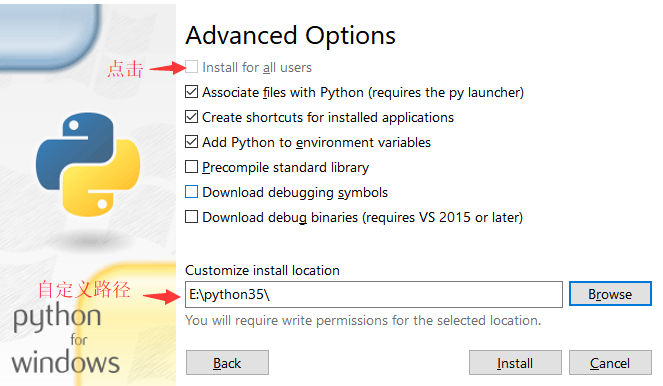 Advanced Options
点击
Install for all users
Associate files with Python (requires the py launcher)
Create shortcuts for installed applications
Add Python to environment variables
Precompile standard library
Download debugging symbols
Download debug binaries (requires VS 2015 or later)
Customize install location
自定义路径
E:\python35\
Browse
You will require write permissions for the selected location.
python
for
windows
Back
Install
Cancel